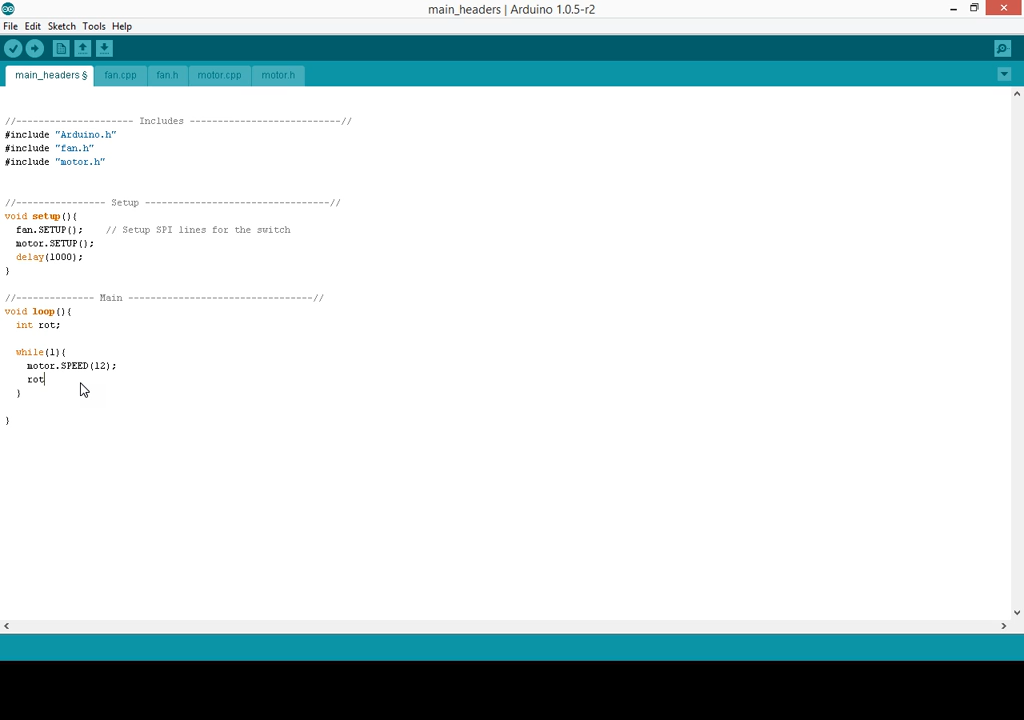 main_headers | Arduino 1.0.5-r2
File Edit Sketch Tools Help
main_headers § fan.cpp fan.h motor.cpp motor.h
//--------------------- Includes ---------------------------//
#include "Arduino.h"
#include "fan.h"
#include "motor.h"
//---------------- Setup ---------------------------------//
void setup(){
fan.SETUP(); // Setup SPI lines for the switch
motor.SETUP();
delay(1000);
}
//-------------- Main ---------------------------------//
void loop(){
int rot;
while(1){
motor.SPEED(12);
rot
}
}